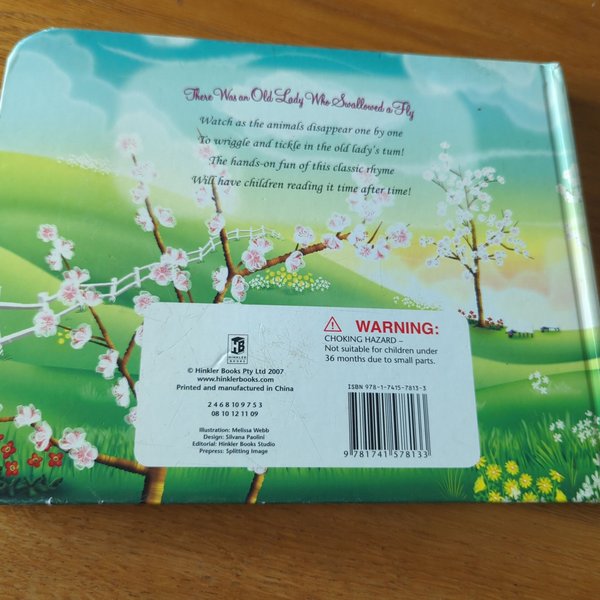 There Was an Old Lady Who Swallowed a Fly
Watch as the animals disappear one by one
To wriggle and tickle in the old lady's tum!
The hands-on fun of this classic rhyme
Will have children reading it time after time!
HB
HINKLER
BOOKS
© Hinkler Books Pty Ltd 2007
www.hinklerbooks.com
Printed and manufactured in China
2 4 6 8 10 9 7 5 3
08 10 12 11 09
Illustration: Melissa Webb
Design: Silvana Paolini
Editorial: Hinkler Books Studio
Prepress: Splitting Image
WARNING:
CHOKING HAZARD –
Not suitable for children under
36 months due to small parts.
ISBN 978-1-7415-7813-3
9 781741 578133